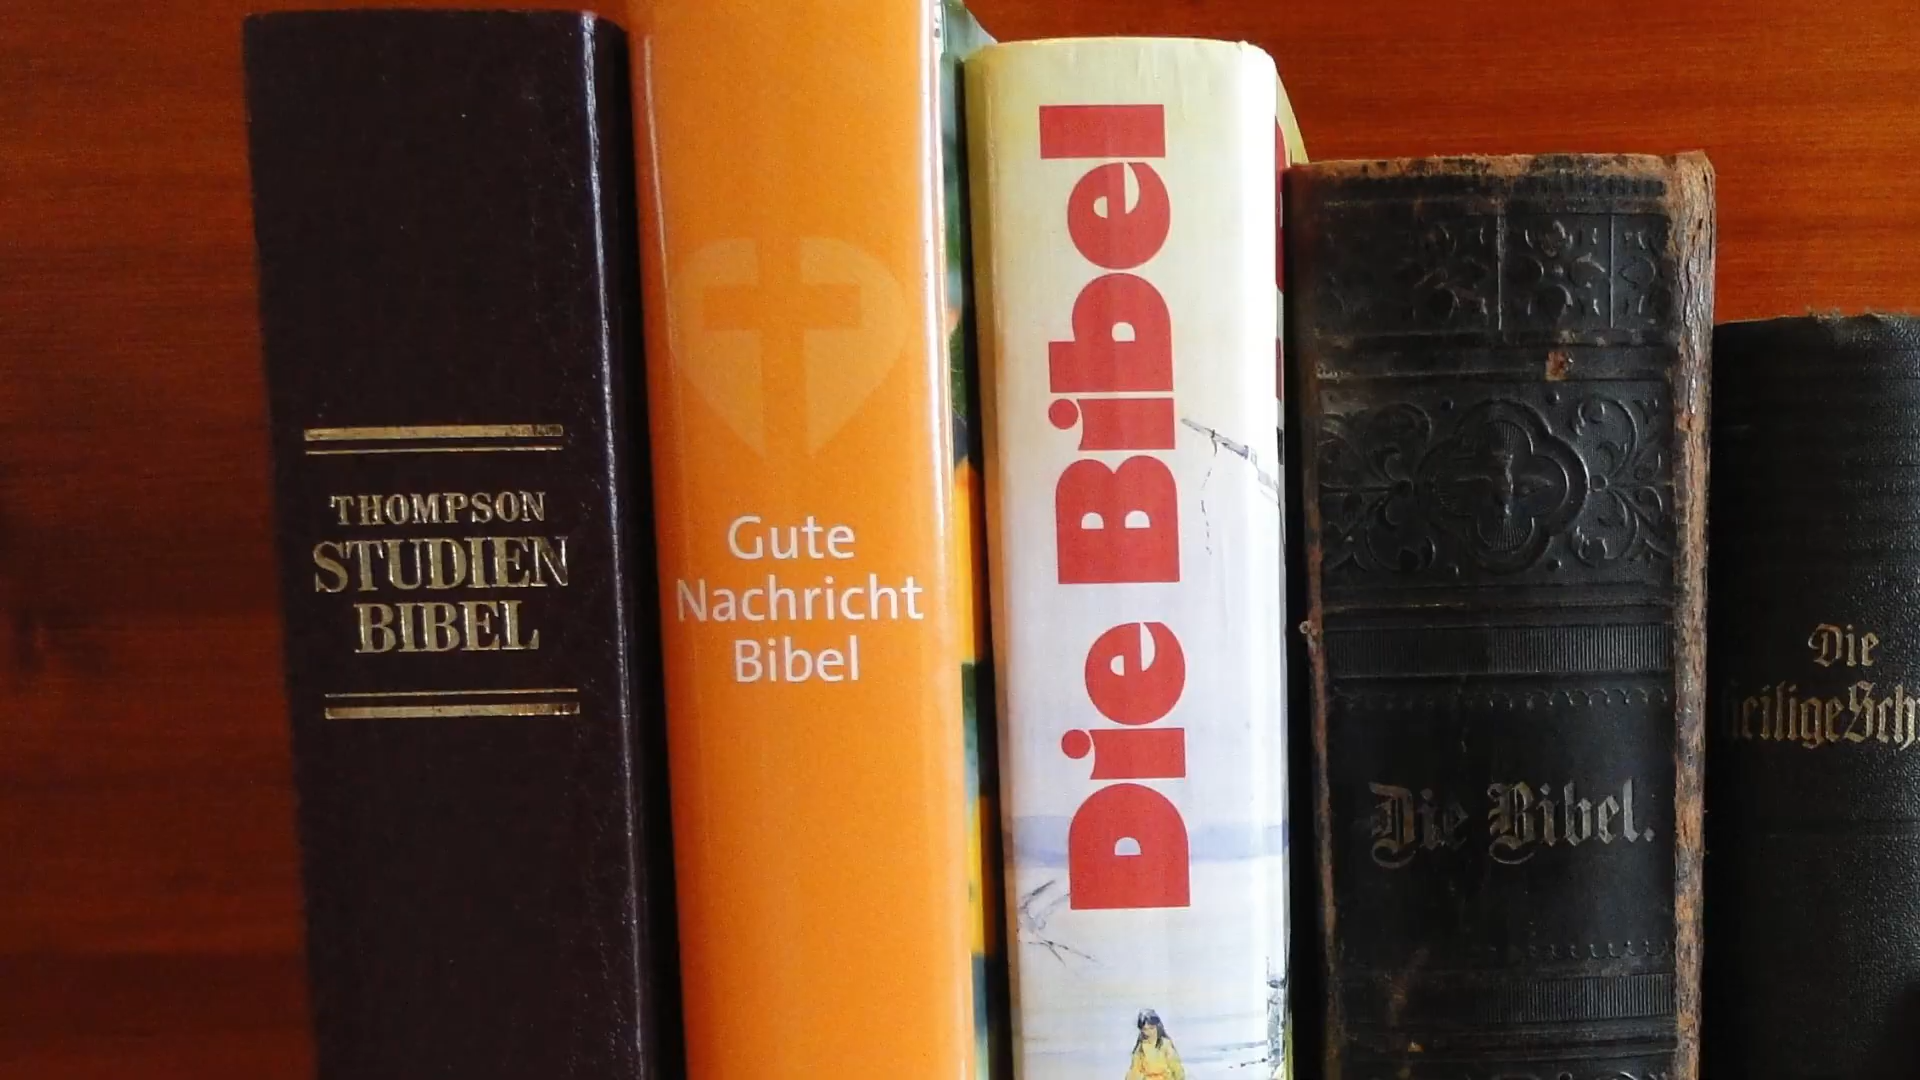 THOMPSON
STUDIEN
BIBEL
Gute
Nachricht
Bibel
Die Bibel
Die Bibel.
Die